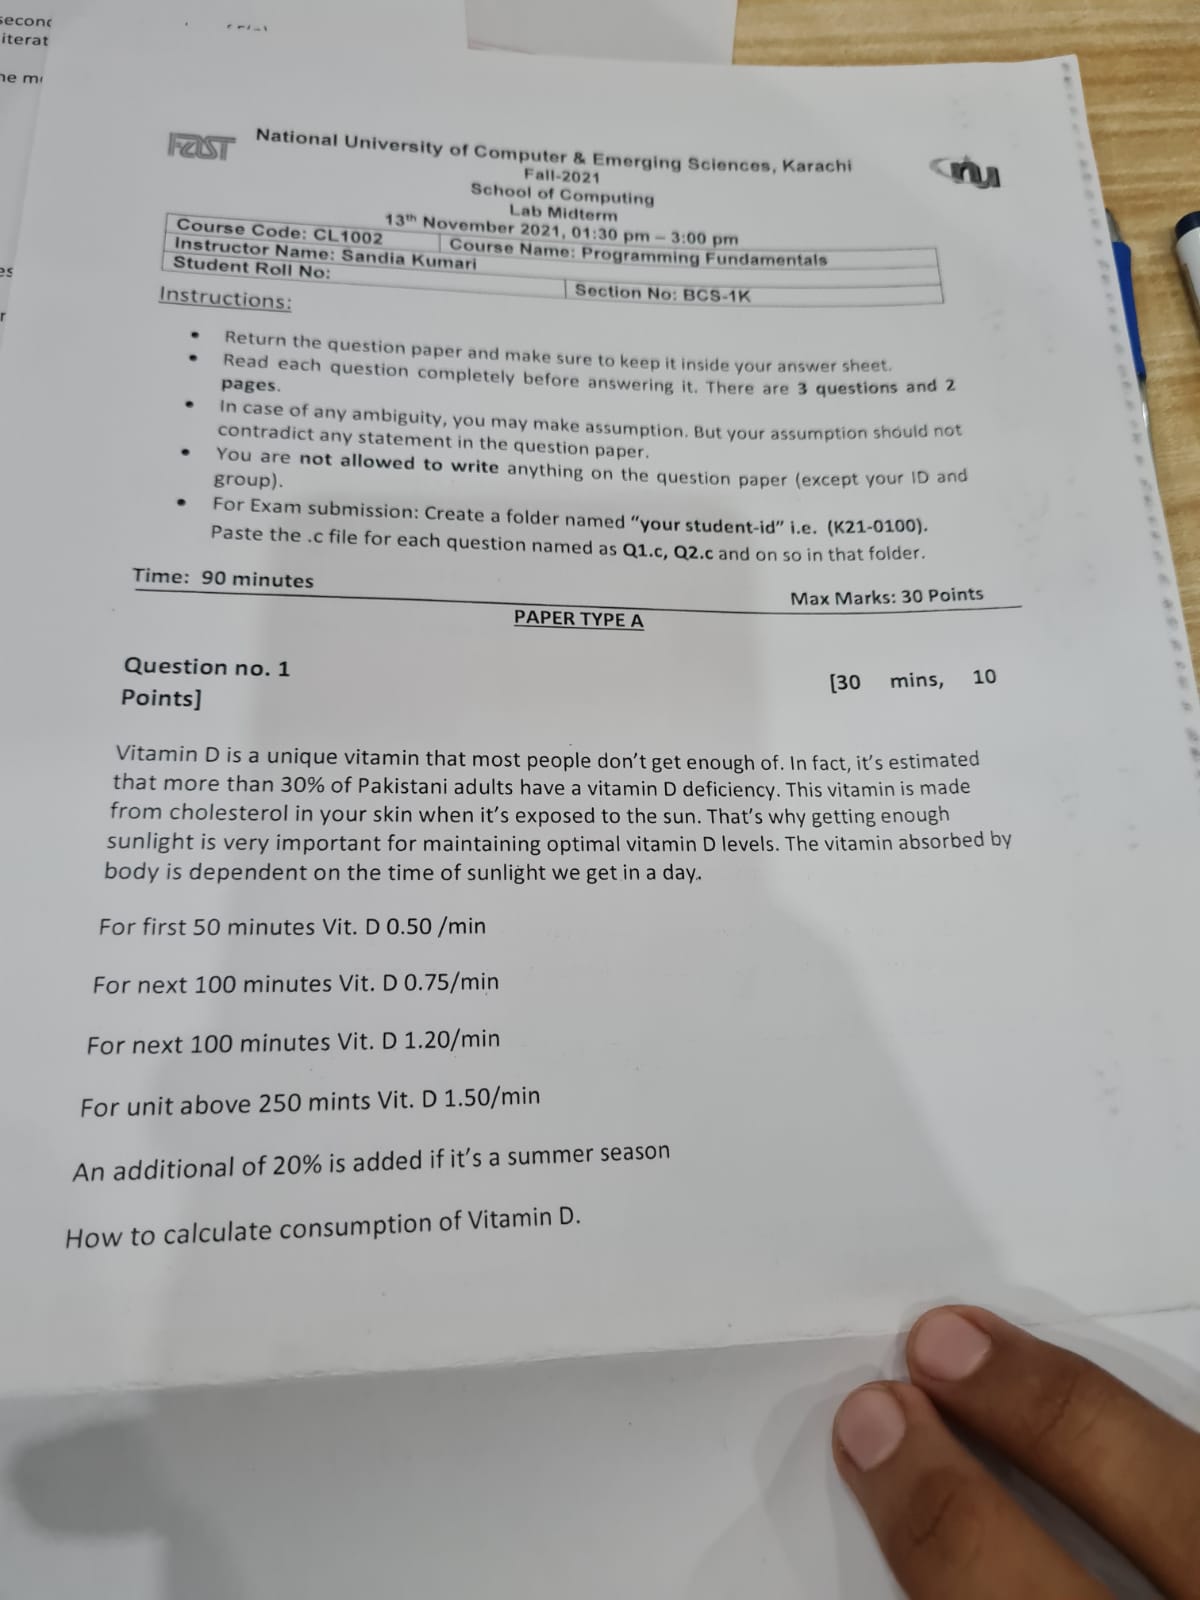 second
iterat
FAST
National University of Computer & Emerging Sciences, Karachi
Fall-2021
School of Computing
Lab Midterm
13th November 2021, 01:30 pm – 3:00 pm
Course Code: CL1002 Course Name: Programming Fundamentals
Instructor Name: Sandia Kumari
Student Roll No: Section No: BCS-1K
Instructions:
• Return the question paper and make sure to keep it inside your answer sheet.
• Read each question completely before answering it. There are 3 questions and 2
pages.
• In case of any ambiguity, you may make assumption. But your assumption should not
contradict any statement in the question paper.
• You are not allowed to write anything on the question paper (except your ID and
group).
• For Exam submission: Create a folder named “your student-id” i.e. (K21-0100).
Paste the .c file for each question named as Q1.c, Q2.c and on so in that folder.
Time: 90 minutes Max Marks: 30 Points
PAPER TYPE A
Question no. 1 [30 mins, 10
Points]
Vitamin D is a unique vitamin that most people don’t get enough of. In fact, it’s estimated
that more than 30% of Pakistani adults have a vitamin D deficiency. This vitamin is made
from cholesterol in your skin when it’s exposed to the sun. That’s why getting enough
sunlight is very important for maintaining optimal vitamin D levels. The vitamin absorbed by
body is dependent on the time of sunlight we get in a day.
For first 50 minutes Vit. D 0.50 /min
For next 100 minutes Vit. D 0.75/min
For next 100 minutes Vit. D 1.20/min
For unit above 250 mints Vit. D 1.50/min
An additional of 20% is added if it’s a summer season
How to calculate consumption of Vitamin D.